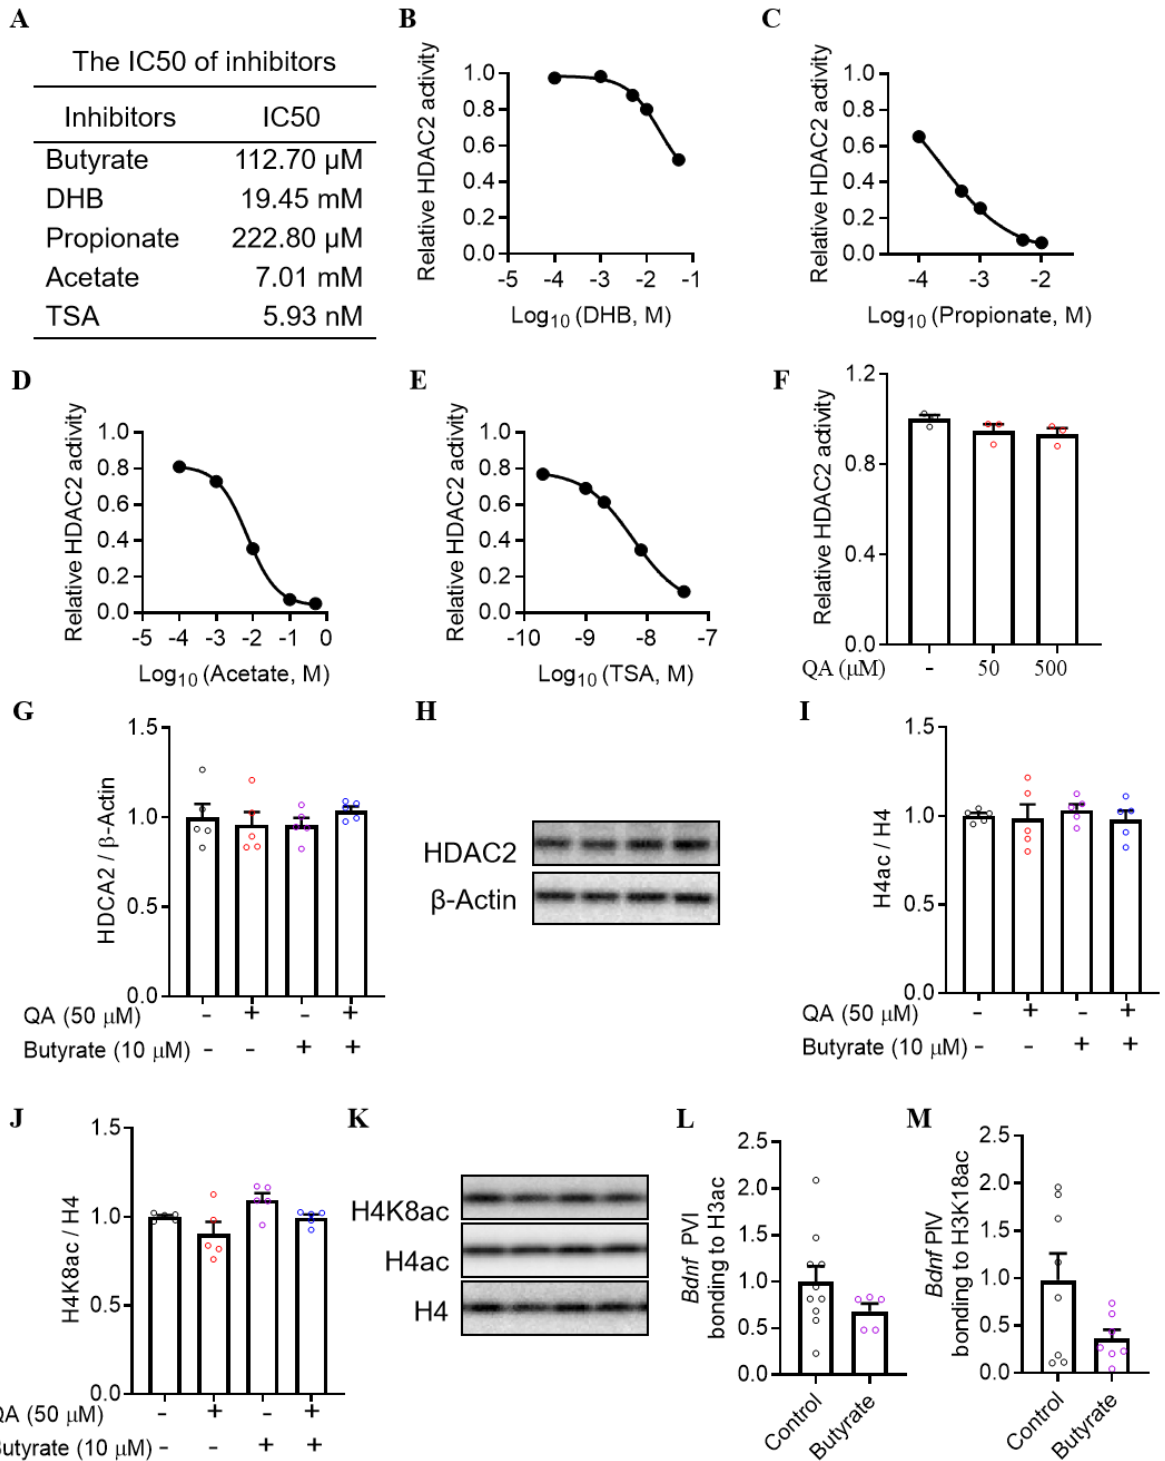 A
The IC50 of inhibitors
Inhibitors IC50
Butyrate 112.70 μM
DHB 19.45 mM
Propionate 222.80 μM
Acetate 7.01 mM
TSA 5.93 nM
B
Relative HDAC2 activity
1.0
0.8
0.6
0.4
0.2
0.0
-5 -4 -3 -2 -1
Log10 (DHB, M)
C
Relative HDAC2 activity
1.0
0.8
0.6
0.4
0.2
0.0
-4 -3 -2
Log10 (Propionate, M)
D
Relative HDAC2 activity
1.0
0.8
0.6
0.4
0.2
0.0
-5 -4 -3 -2 -1 0
Log10 (Acetate, M)
E
Relative HDAC2 activity
1.0
0.8
0.6
0.4
0.2
0.0
-10 -9 -8 -7
Log10 (TSA, M)
F
Relative HDAC2 activity
1.2
0.8
0.4
0.0
QA (μM) - 50 500
G
HDCA2 / β-Actin
1.5
1.0
0.5
0.0
QA (50 μM) - + - +
Butyrate (10 μM) - - + +
H
HDAC2
β-Actin
I
H4ac / H4
1.5
1.0
0.5
0.0
QA (50 μM) - + - +
Butyrate (10 μM) - - + +
J
H4K8ac / H4
1.5
1.0
0.5
0.0
QA (50 μM) - + - +
Butyrate (10 μM) - - + +
K
H4K8ac
H4ac
H4
L
Bdnf PVI
bonding to H3ac
2.5
2.0
1.5
1.0
0.5
0.0
Control
Butyrate
M
Bdnf PIV
bonding to H3K18ac
2.5
2.0
1.5
1.0
0.5
0.0
Control
Butyrate